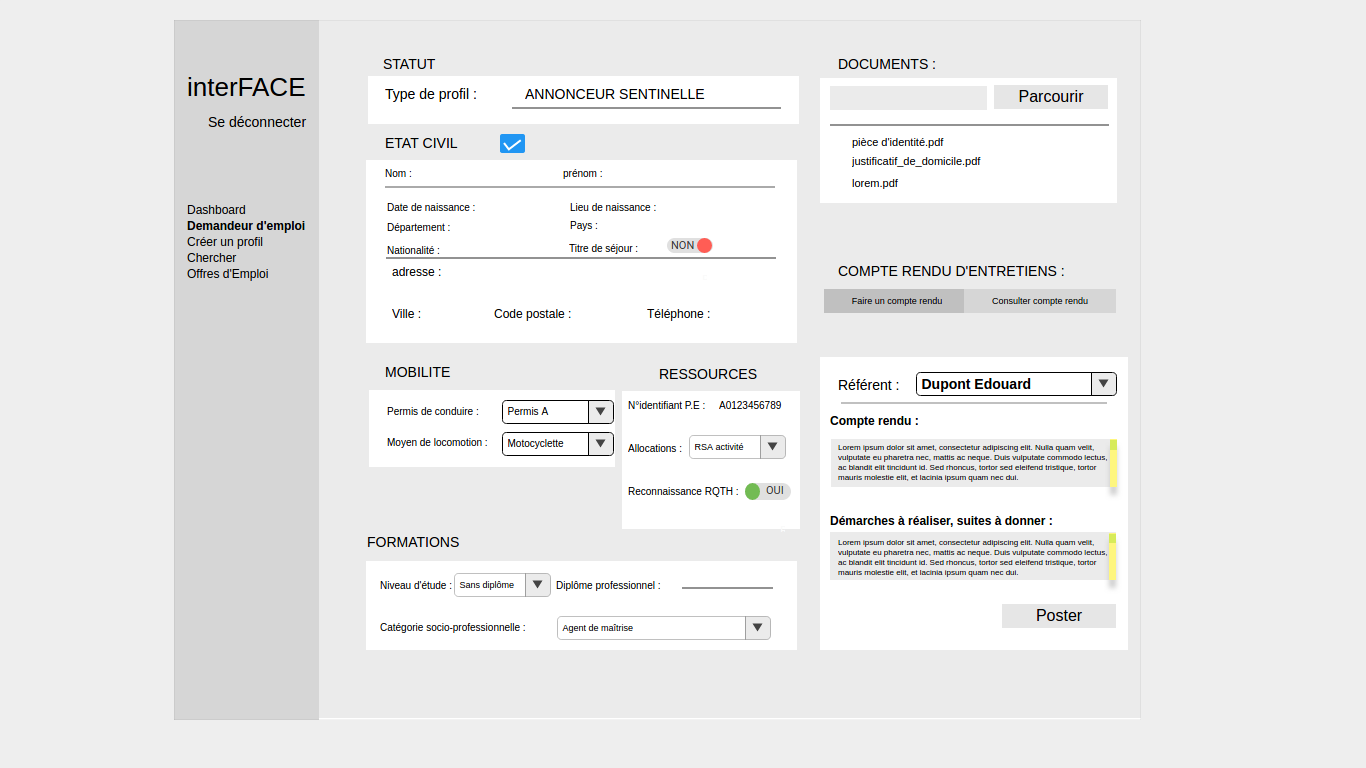 interFACE
Se déconnecter
Dashboard
Demandeur d'emploi
Créer un profil
Chercher
Offres d'Emploi
STATUT
Type de profil : ANNONCEUR SENTINELLE
ETAT CIVIL
Nom : prénom :
Date de naissance : Lieu de naissance :
Département : Pays :
Nationalité : Titre de séjour : NON
adresse :
Ville : Code postale : Téléphone :
MOBILITE
Permis de conduire : Permis A
Moyen de locomotion : Motocyclette
RESSOURCES
N°identifiant P.E : A0123456789
Allocations : RSA activité
Reconnaissance RQTH : OUI
FORMATIONS
Niveau d'étude : Sans diplôme Diplôme professionnel :
Catégorie socio-professionnelle : Agent de maîtrise
DOCUMENTS :
Parcourir
pièce d'identité.pdf
justificatif_de_domicile.pdf
lorem.pdf
COMPTE RENDU D'ENTRETIENS :
Faire un compte rendu Consulter compte rendu
Référent : Dupont Edouard
Compte rendu :
Lorem ipsum dolor sit amet, consectetur adipiscing elit. Nulla quam velit,
vulputate eu pharetra nec, mattis ac neque. Duis vulputate commodo lectus,
ac blandit elit tincidunt id. Sed rhoncus, tortor sed eleifend tristique, tortor
mauris molestie elit, et lacinia ipsum quam nec dui.
Démarches à réaliser, suites à donner :
Lorem ipsum dolor sit amet, consectetur adipiscing elit. Nulla quam velit,
vulputate eu pharetra nec, mattis ac neque. Duis vulputate commodo lectus,
ac blandit elit tincidunt id. Sed rhoncus, tortor sed eleifend tristique, tortor
mauris molestie elit, et lacinia ipsum quam nec dui.
Poster